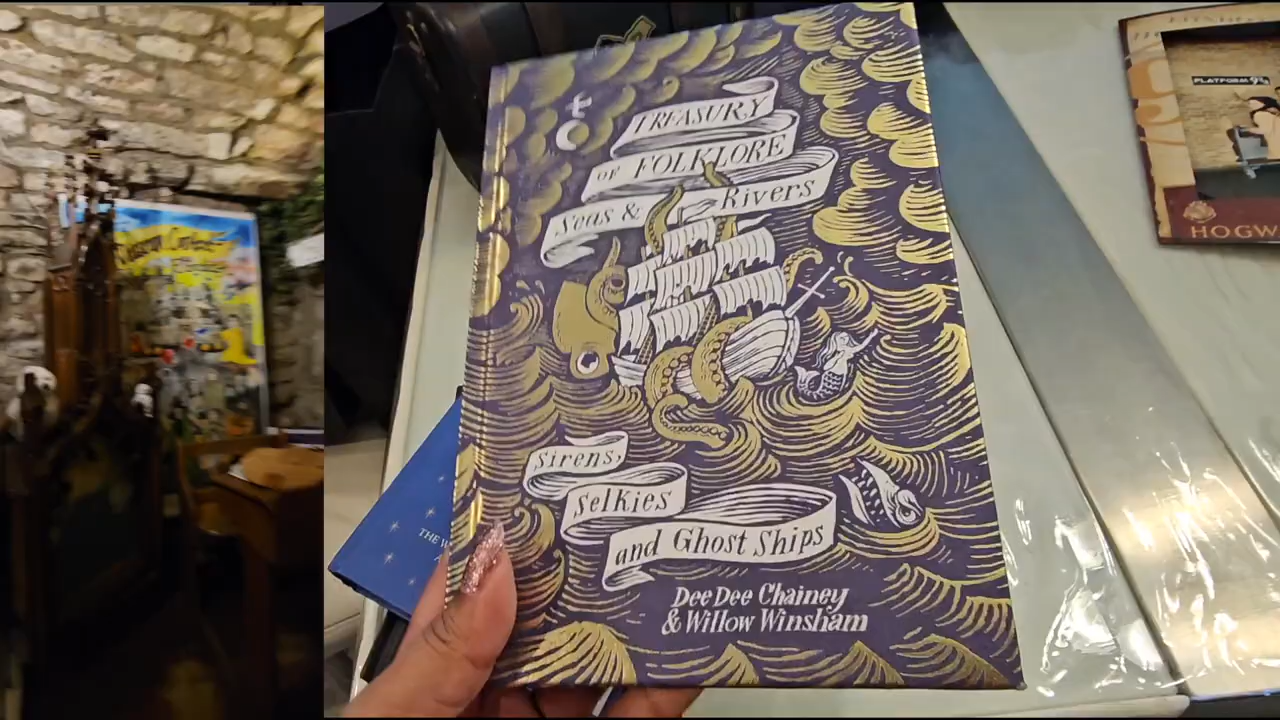 TREASURY
OF FOLKLORE
Seas & Rivers
Sirens,
Selkies
and Ghost Ships
Dee Dee Chainey
& Willow Winsham
THE W
PLATFORM 9¾
HOGW